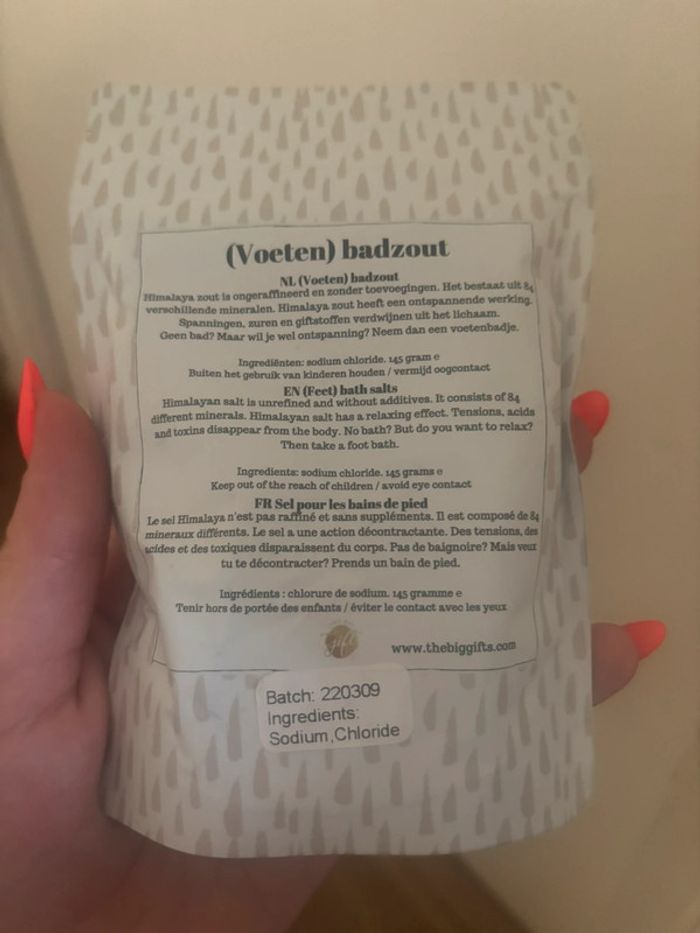 (Voeten) badzout
NL (Voeten) badzout
Himalaya zout is ongeraffineerd en zonder toevoegingen. Het bestaat uit 84
verschillende mineralen. Himalaya zout heeft een ontspannende werking.
Spanningen, zuren en giftstoffen verdwijnen uit het lichaam.
Geen bad? Maar wil je wel ontspanning? Neem dan een voetenbadje.
Ingrediënten: sodium chloride. 145 gram e
Buiten het gebruik van kinderen houden / vermijd oogcontact
EN (Feet) bath salts
Himalayan salt is unrefined and without additives. It consists of 84
different minerals. Himalayan salt has a relaxing effect. Tensions, acids
and toxins disappear from the body. No bath? But do you want to relax?
Then take a foot bath.
Ingredients: sodium chloride. 145 grams e
Keep out of the reach of children / avoid eye contact
FR Sel pour les bains de pied
Le sel Himalaya n'est pas raffiné et sans suppléments. Il est composé de 84
mineraux différents. Le sel a une action décontractante. Des tensions, des
acides et des toxiques disparaissent du corps. Pas de baignoire? Mais veux
tu te décontracter? Prends un bain de pied.
Ingrédients : chlorure de sodium. 145 gramme e
Tenir hors de portée des enfants / éviter le contact avec les yeux
gifts
www.thebiggifts.com
Batch: 220309
Ingredients:
Sodium,Chloride